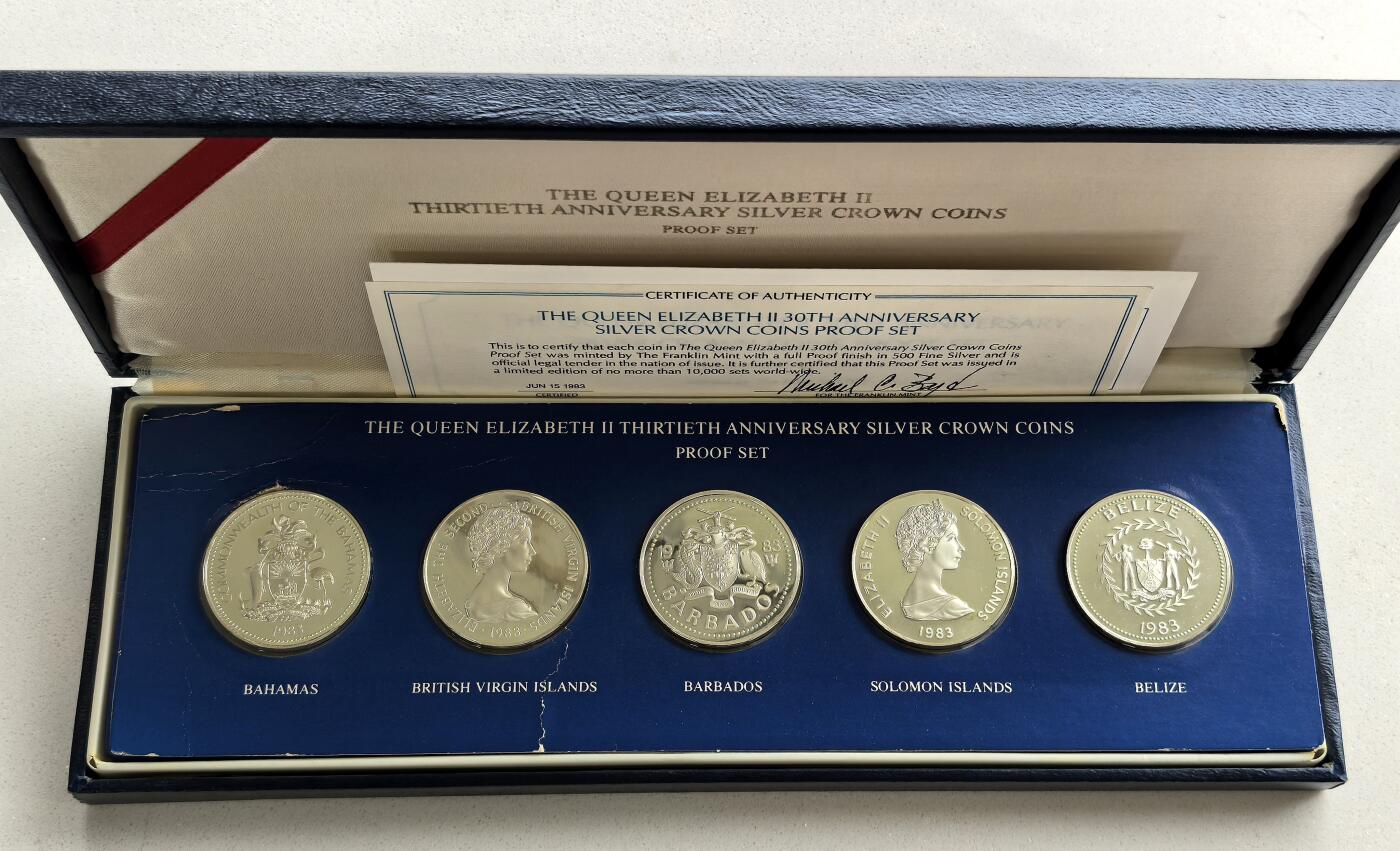 THE QUEEN ELIZABETH II
THIRTIETH ANNIVERSARY SILVER CROWN COINS
PROOF SET
CERTIFICATE OF AUTHENTICITY
THE QUEEN ELIZABETH II 30TH ANNIVERSARY
SILVER CROWN COINS PROOF SET
This is to certify that each coin in The Queen Elizabeth II 30th Anniversary Silver Crown Coins
Proof Set was minted by The Franklin Mint with a full Proof finish in 500 Fine Silver and is
official legal tender in the nation of issue. It is further certified that this Proof Set was issued in
a limited edition of no more than 10,000 sets world-wide.
JUN 15 1983
CERTIFIED
FOR THE FRANKLIN MINT
THE QUEEN ELIZABETH II THIRTIETH ANNIVERSARY SILVER CROWN COINS
PROOF SET
COMMONWEALTH OF THE BAHAMAS
1983
ELIZABETH THE SECOND · BRITISH VIRGIN ISLANDS · 1983 ·
1983
BARBADOS
ELIZABETH II
SOLOMON ISLANDS
1983
BELIZE
1983
BAHAMAS
BRITISH VIRGIN ISLANDS
BARBADOS
SOLOMON ISLANDS
BELIZE